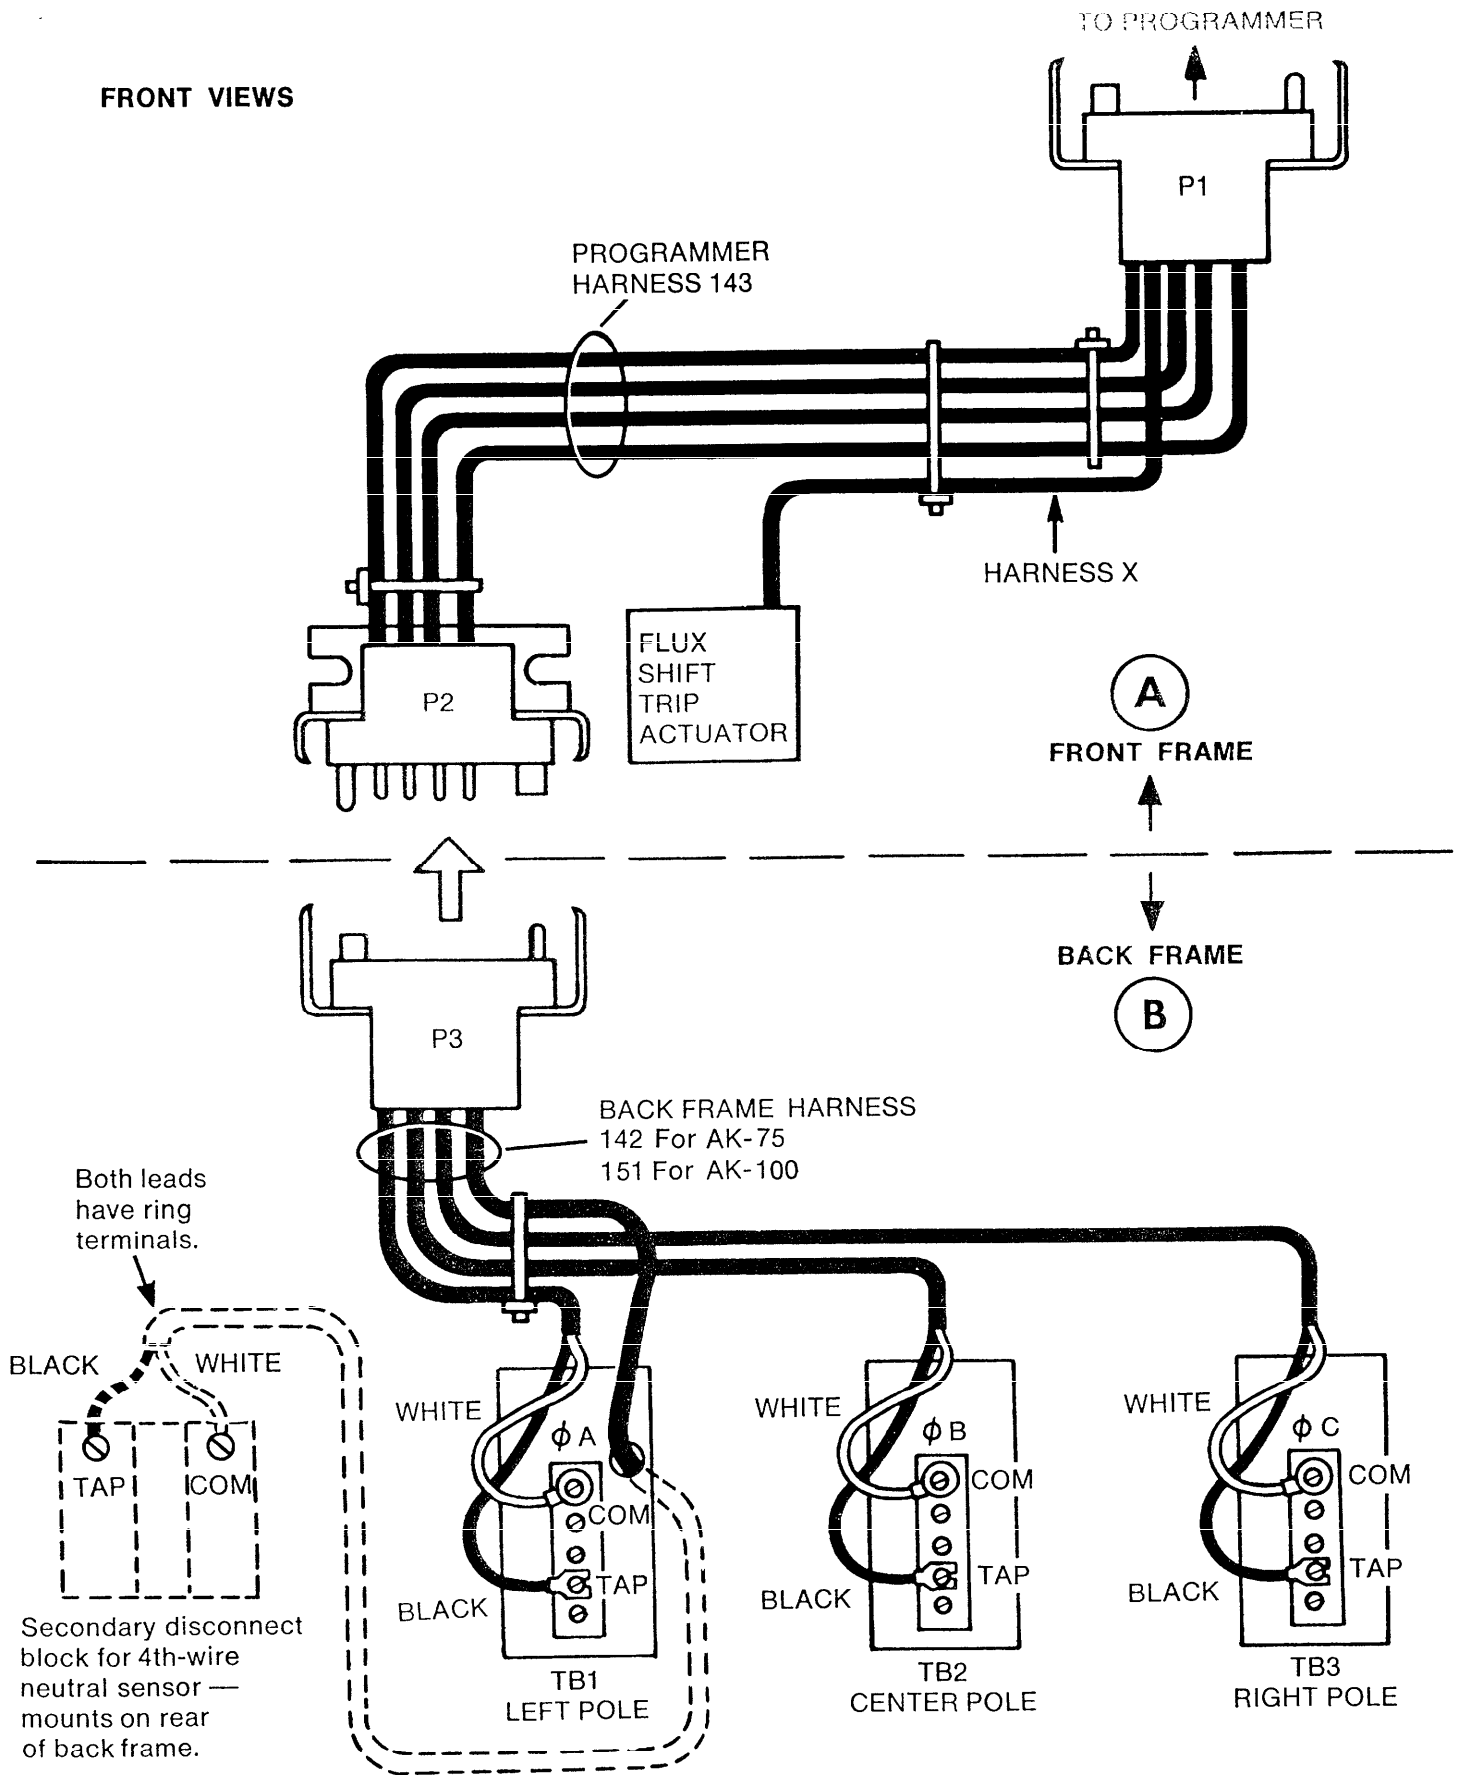 TO PROGRAMMER
FRONT VIEWS
P1
PROGRAMMER
HARNESS 143
HARNESS X
FLUX
SHIFT
TRIP
ACTUATOR
P2
A
FRONT FRAME
BACK FRAME
B
P3
BACK FRAME HARNESS
142 For AK-75
151 For AK-100
Both leads
have ring
terminals.
BLACK
WHITE
TAP
COM
Secondary disconnect
block for 4th-wire
neutral sensor —
mounts on rear
of back frame.
WHITE
ϕ A
COM
TAP
BLACK
TB1
LEFT POLE
WHITE
ϕ B
COM
TAP
BLACK
TB2
CENTER POLE
WHITE
ϕ C
COM
TAP
BLACK
TB3
RIGHT POLE